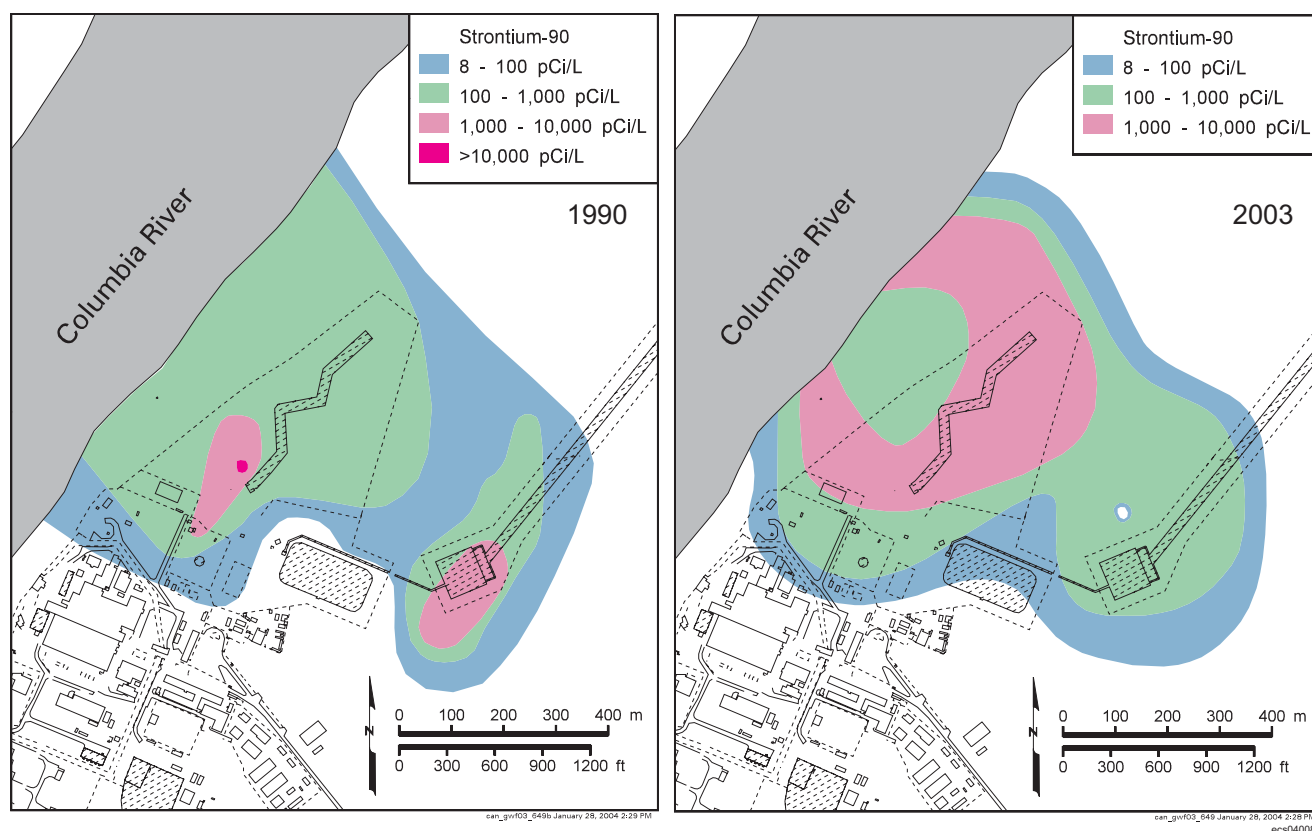 Strontium-90
8 - 100 pCi/L
100 - 1,000 pCi/L
1,000 - 10,000 pCi/L
>10,000 pCi/L
1990
Columbia River
N
0 100 200 300 400 m
0 300 600 900 1200 ft
can_gwf03_649b January 28, 2004 2:29 PM
Strontium-90
8 - 100 pCi/L
100 - 1,000 pCi/L
1,000 - 10,000 pCi/L
2003
Columbia River
N
0 100 200 300 400 m
0 300 600 900 1200 ft
can_gwf03_649 January 28, 2004 2:28 PM